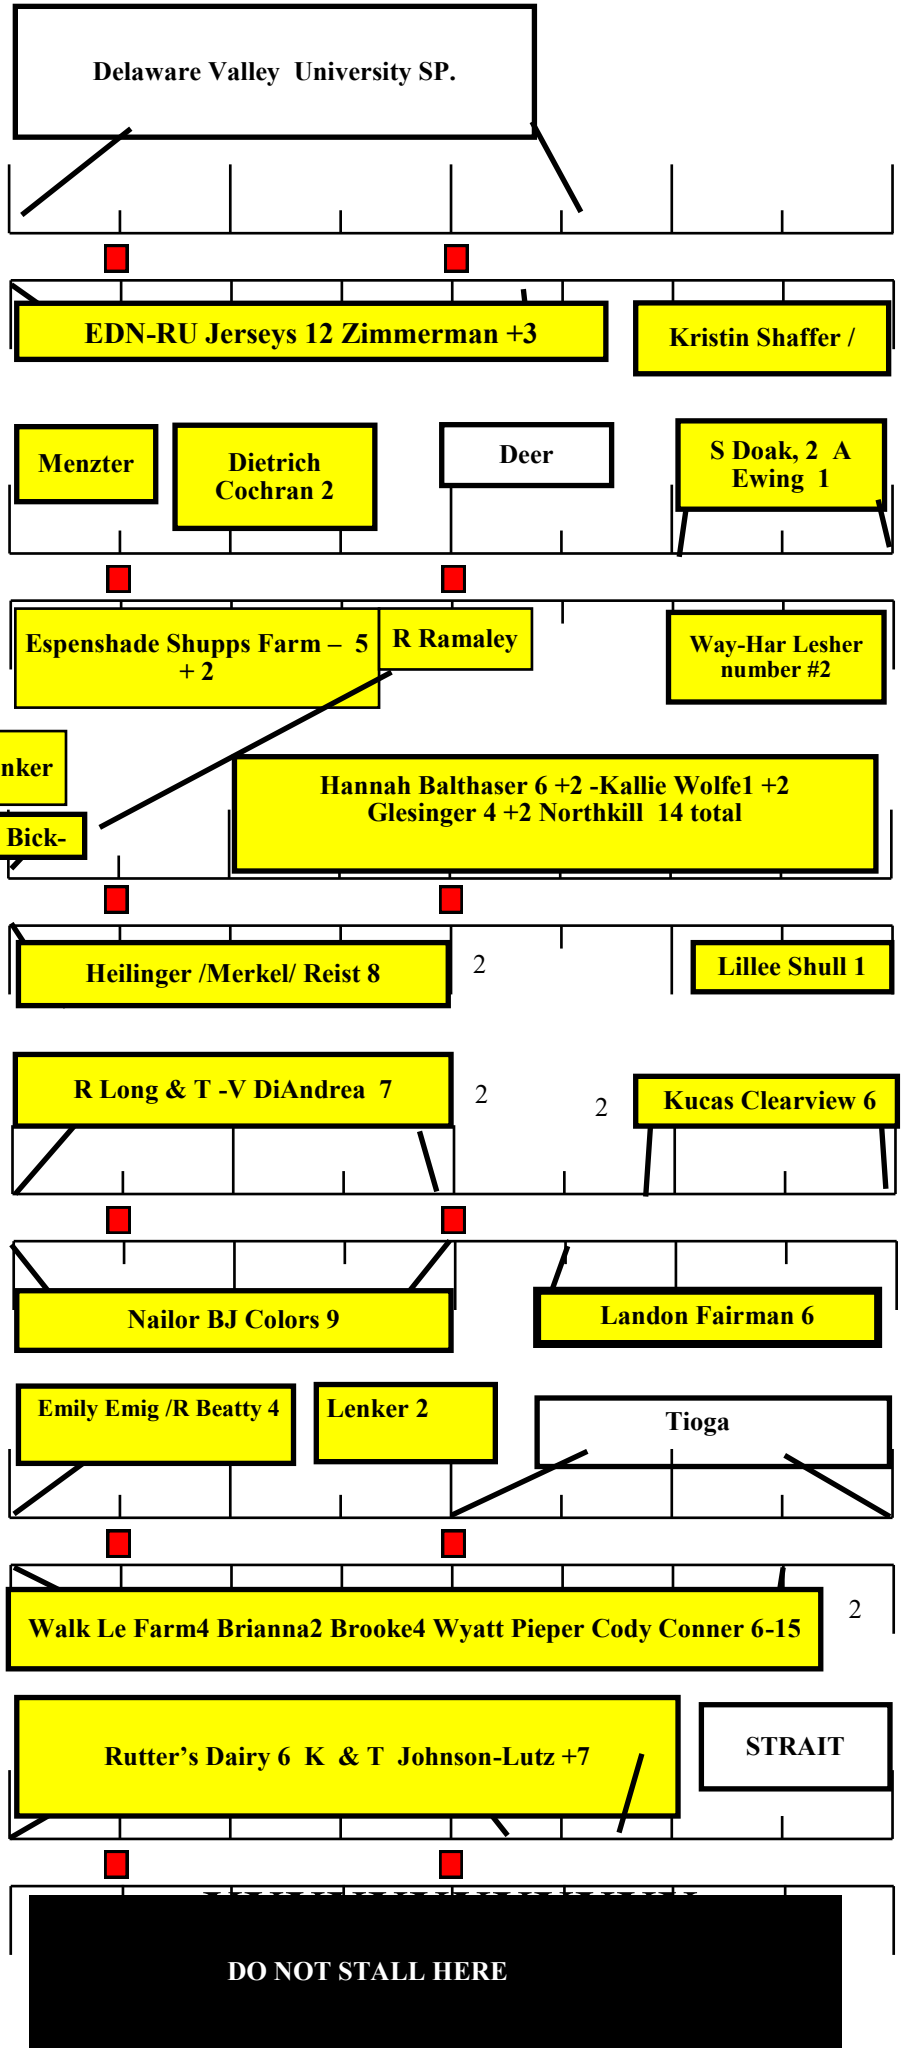 Delaware Valley University SP.
EDN-RU Jerseys 12 Zimmerman +3
Kristin Shaffer /
Menzter
Dietrich
Cochran 2
Deer
S Doak, 2 A
Ewing 1
Espenshade Shupps Farm – 5
+ 2
R Ramaley
Way-Har Lesher
number #2
nker
Bick-
Hannah Balthaser 6 +2 -Kallie Wolfe1 +2
Glesinger 4 +2 Northkill 14 total
Heilinger /Merkel/ Reist 8
2
Lillee Shull 1
R Long & T -V DiAndrea 7
2
2
Kucas Clearview 6
Nailor BJ Colors 9
Landon Fairman 6
Emily Emig /R Beatty 4
Lenker 2
Tioga
Walk Le Farm4 Brianna2 Brooke4 Wyatt Pieper Cody Conner 6-15
2
Rutter's Dairy 6 K & T Johnson-Lutz +7
STRAIT
DO NOT STALL HERE